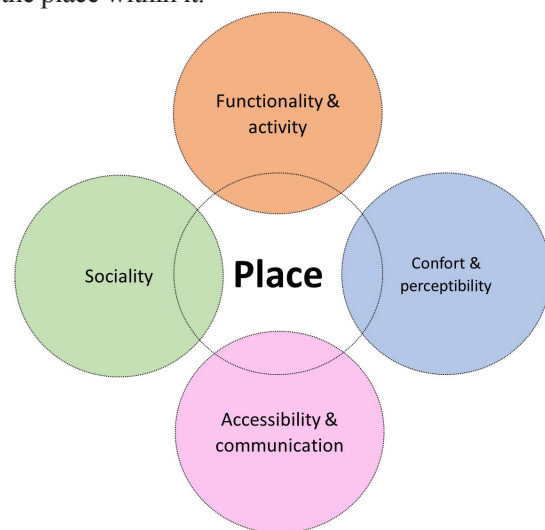 the place within it.
Functionality &
activity
Sociality
Place
Confort &
perceptibility
Accessibility &
communication